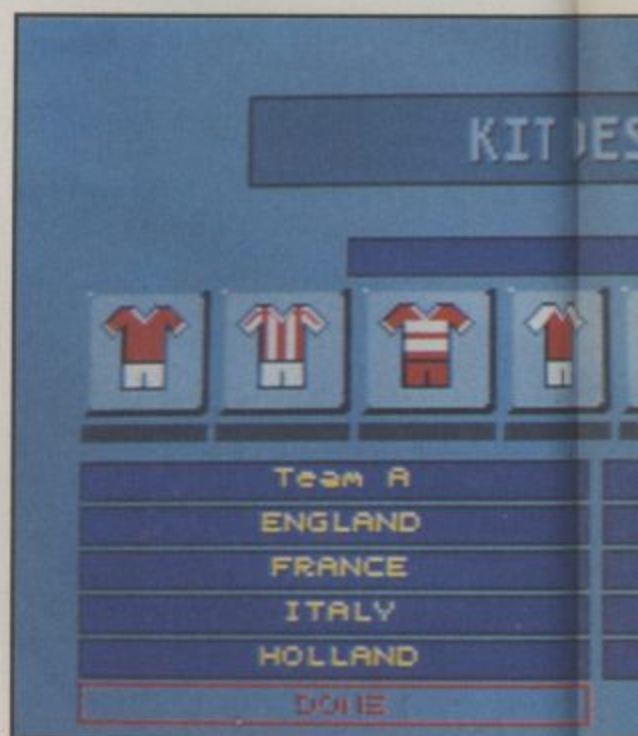 KIT DES
Team A
ENGLAND
FRANCE
ITALY
HOLLAND
DONE